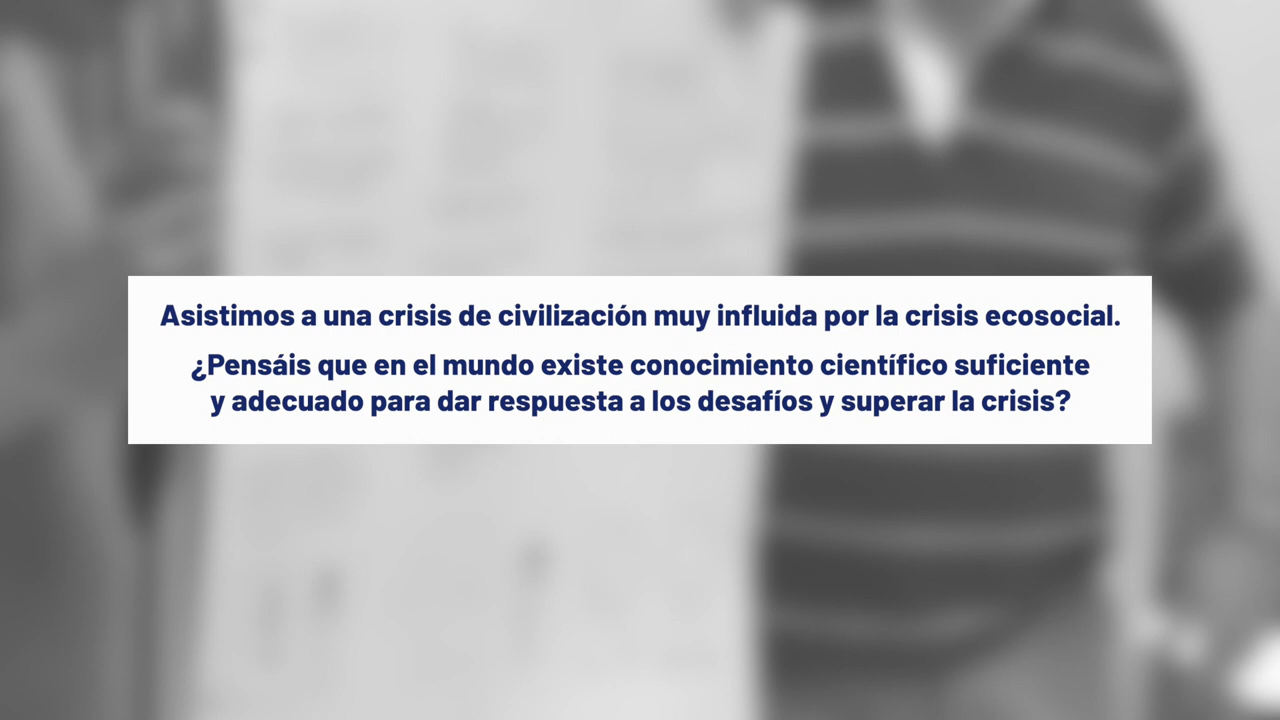 Asistimos a una crisis de civilización muy influida por la crisis ecosocial.
¿Pensáis que en el mundo existe conocimiento científico suficiente
y adecuado para dar respuesta a los desafíos y superar la crisis?